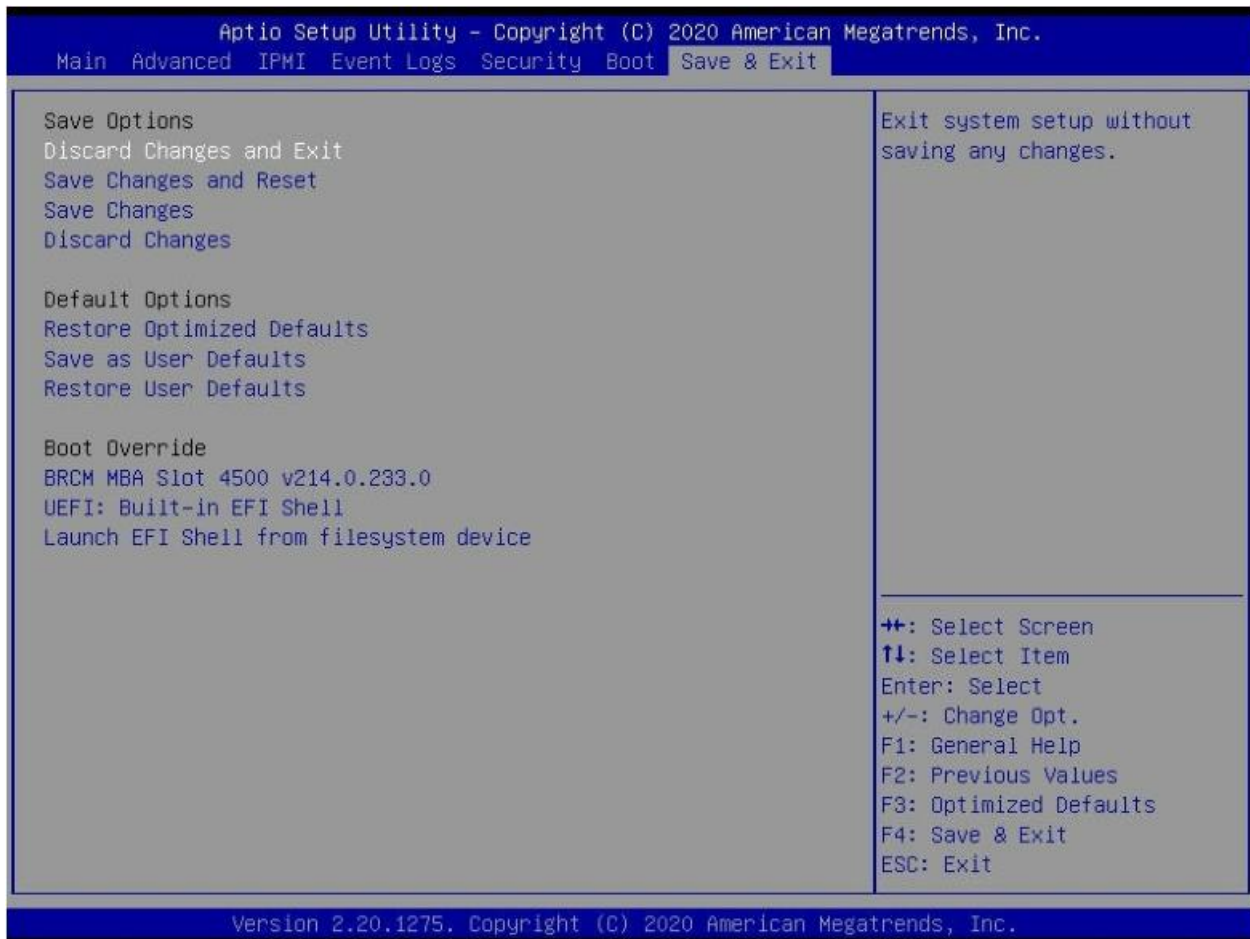 Aptio Setup Utility – Copyright (C) 2020 American Megatrends, Inc.
Main Advanced IPMI Event Logs Security Boot Save & Exit
Save Options
Discard Changes and Exit
Save Changes and Reset
Save Changes
Discard Changes
Default Options
Restore Optimized Defaults
Save as User Defaults
Restore User Defaults
Boot Override
BRCM MBA Slot 4500 v214.0.233.0
UEFI: Built-in EFI Shell
Launch EFI Shell from filesystem device
Exit system setup without
saving any changes.
→←: Select Screen
↑↓: Select Item
Enter: Select
+/-: Change Opt.
F1: General Help
F2: Previous Values
F3: Optimized Defaults
F4: Save & Exit
ESC: Exit
Version 2.20.1275. Copyright (C) 2020 American Megatrends, Inc.